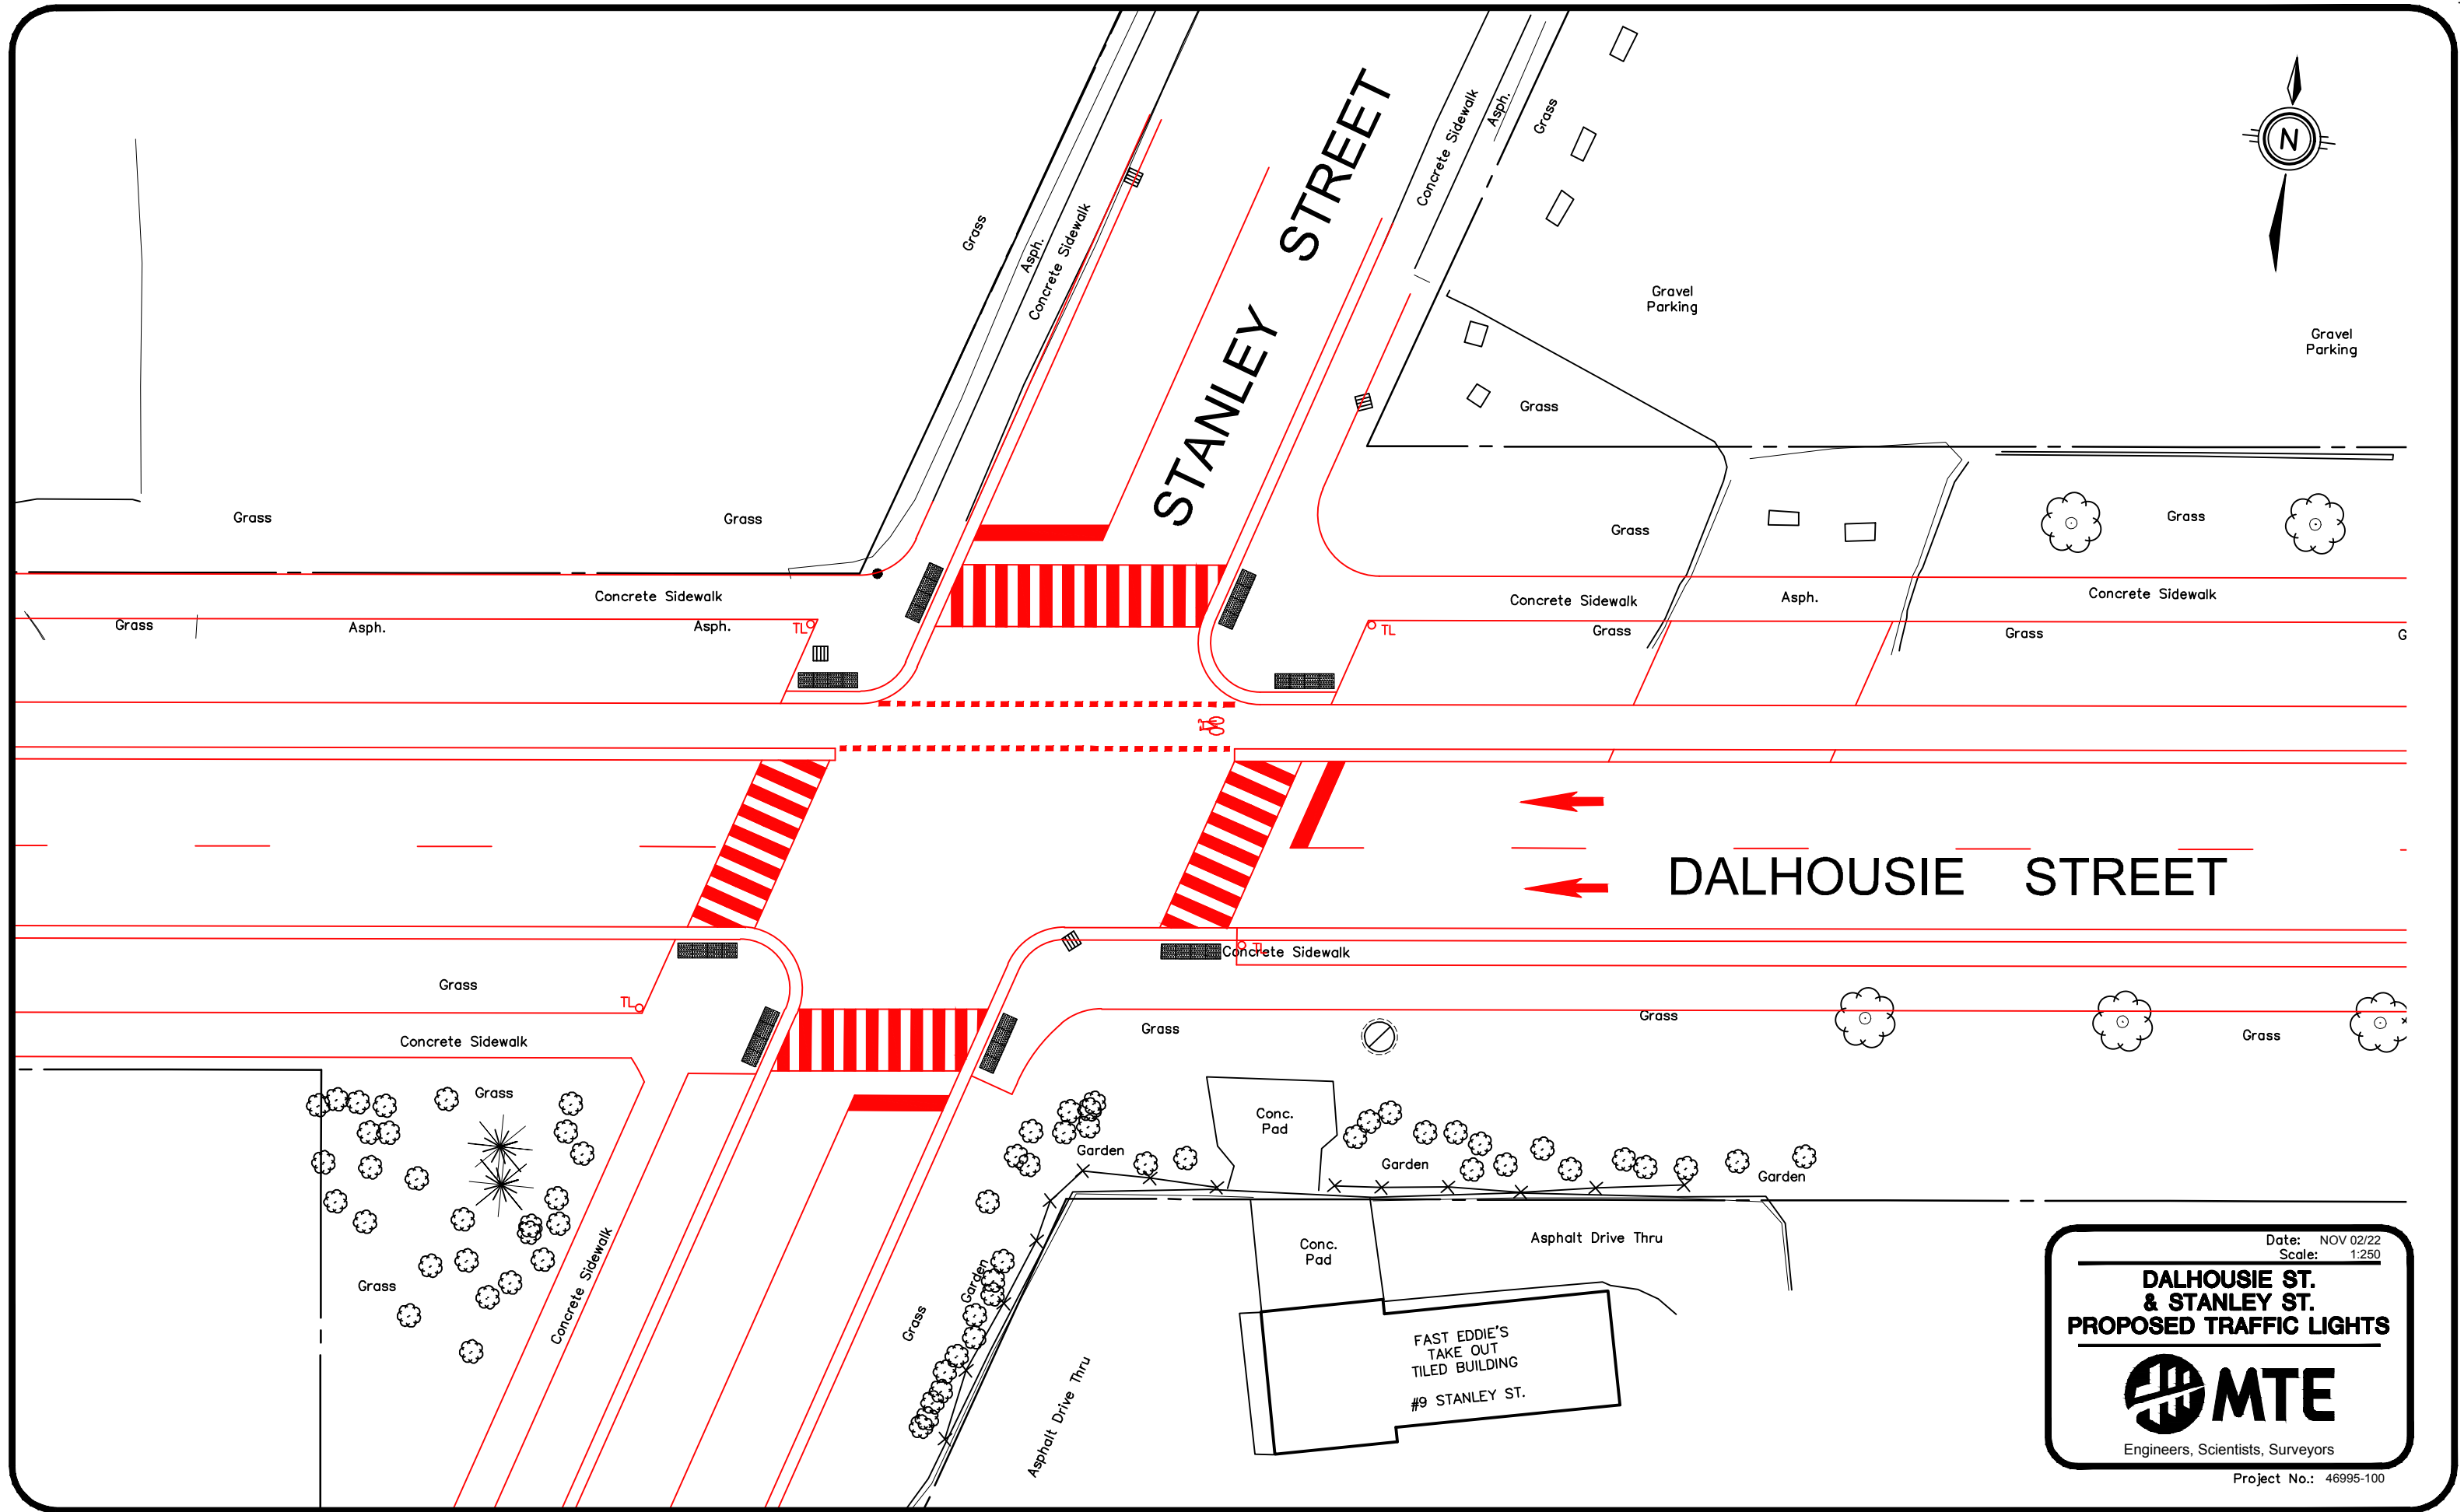 STANLEY STREET
Concrete Sidewalk
Asph.
Grass
N
Grass
Asph.
Concrete Sidewalk
Gravel
Parking
Gravel
Parking
Grass
Grass
Grass
Grass
Grass
Concrete Sidewalk
Concrete Sidewalk
Asph.
Concrete Sidewalk
Grass
Asph.
Asph.
TL
TL
Grass
Grass
G
DALHOUSIE STREET
TL
Concrete Sidewalk
Grass
TL
Concrete Sidewalk
Grass
Grass
Grass
Grass
Conc.
Pad
Garden
Garden
Garden
Grass
Concrete Sidewalk
Garden
Grass
Asphalt Drive Thru
Conc.
Pad
Asphalt Drive Thru
FAST EDDIE'S
TAKE OUT
TILED BUILDING
#9 STANLEY ST.
Date: NOV 02/22
Scale: 1:250
DALHOUSIE ST.
& STANLEY ST.
PROPOSED TRAFFIC LIGHTS
MTE
Engineers, Scientists, Surveyors
Project No.: 46995-100